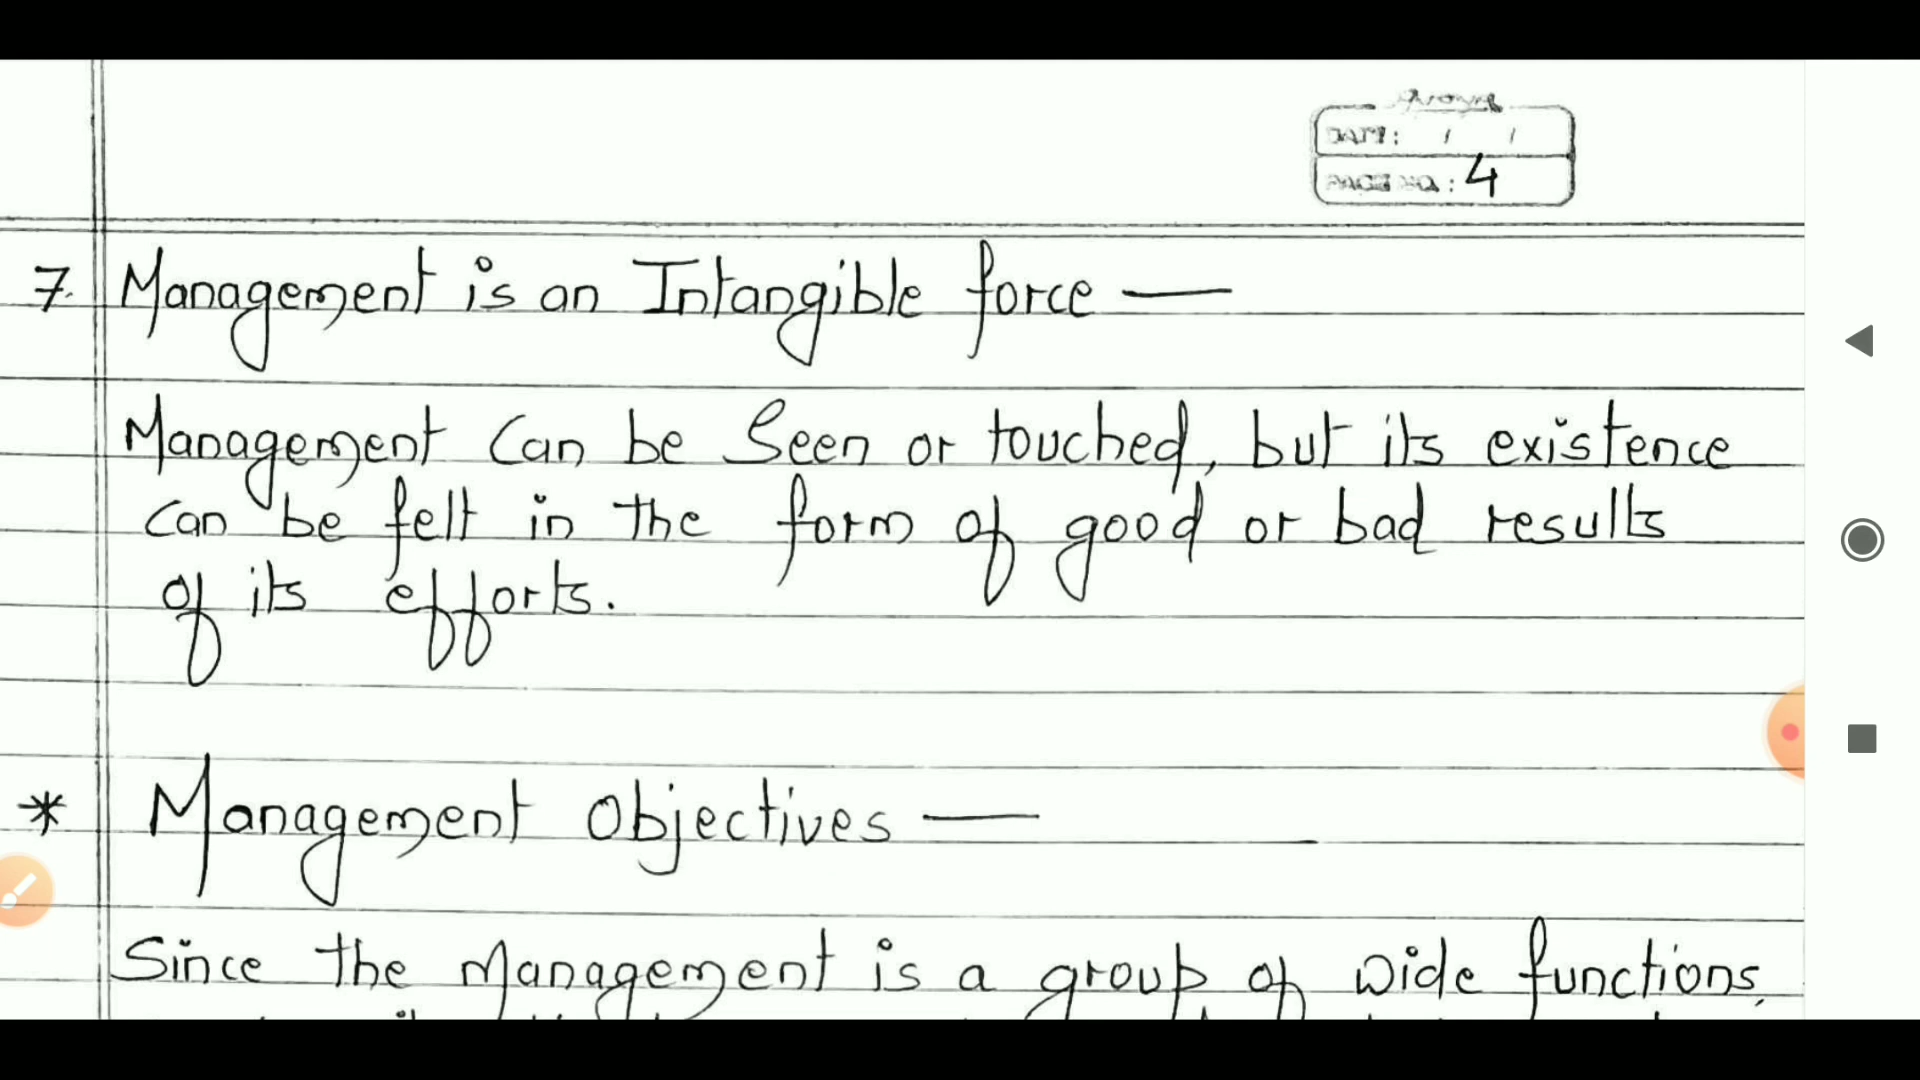 DATE: / /
PAGE NO.: 4
7. Management is an Intangible force —
Management Can be Seen or touched, but its existence
can be felt in the form of good or bad results
of its efforts.
* Management Objectives —
Since the Management is a group of wide functions,